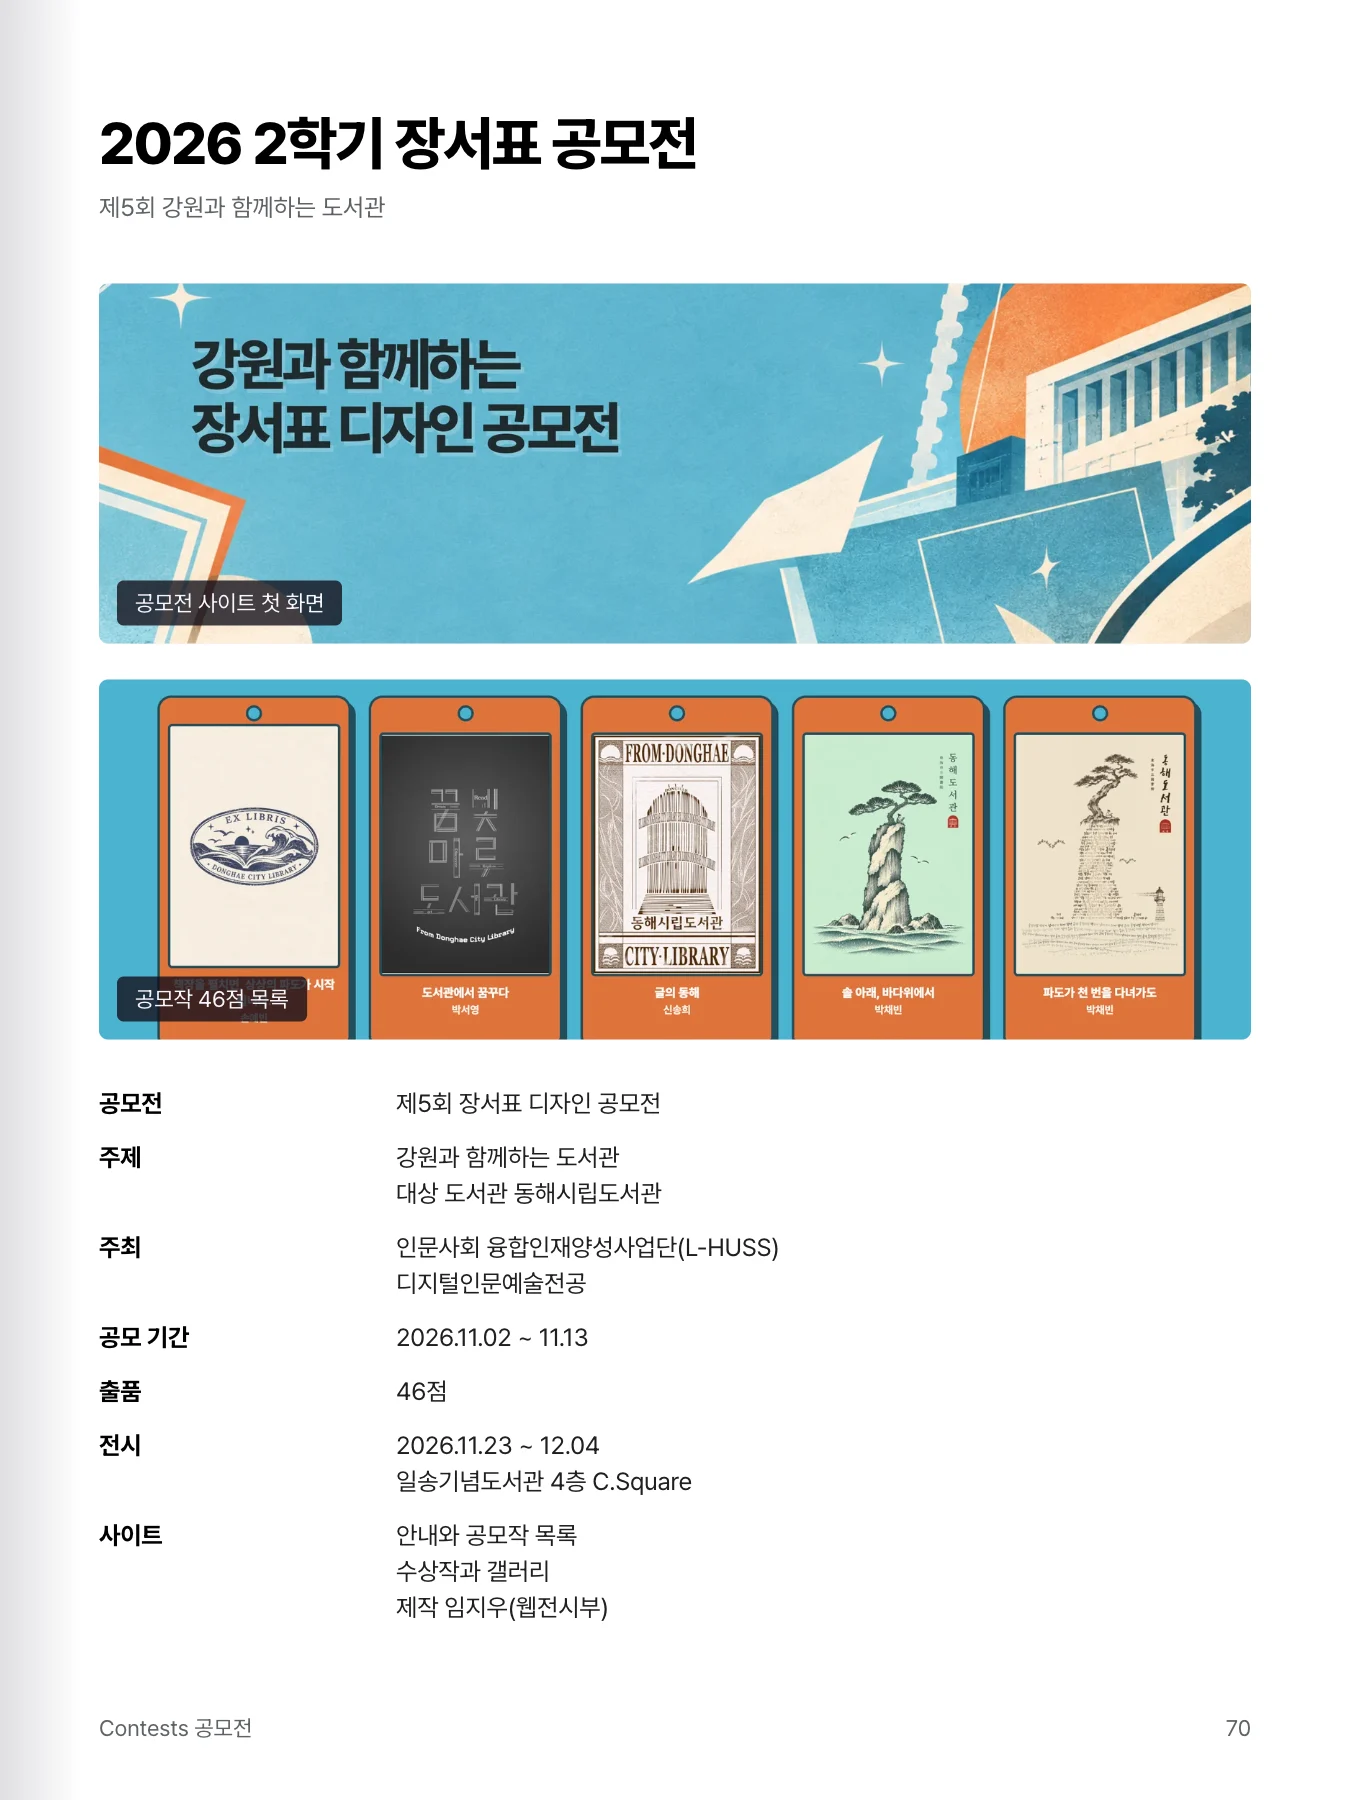 2026 2학기 장서표 공모전
제5회 강원과 함께하는 도서관
강원과 함께하는
장서표 디자인 공모전
공모전 사이트 첫 화면
EX LIBRIS
DONGHAE CITY LIBRARY
시작
공모작 46점 목록
꿈빛
마루
도서관
From Donghae City Library
도서관에서 꿈꾸다
박서영
FROM·DONGHAE
동해시립도서관
CITY·LIBRARY
글의 동해
신송희
동해도서관
솔 아래, 바다위에서
박채빈
동해도서관
파도가 천 번을 다녀가도
박채빈
공모전 제5회 장서표 디자인 공모전
주제 강원과 함께하는 도서관
대상 도서관 동해시립도서관
주최 인문사회 융합인재양성사업단(L-HUSS)
디지털인문예술전공
공모 기간 2026.11.02 ~ 11.13
출품 46점
전시 2026.11.23 ~ 12.04
일송기념도서관 4층 C.Square
사이트 안내와 공모작 목록
수상작과 갤러리
제작 임지우(웹전시부)
Contests 공모전
70